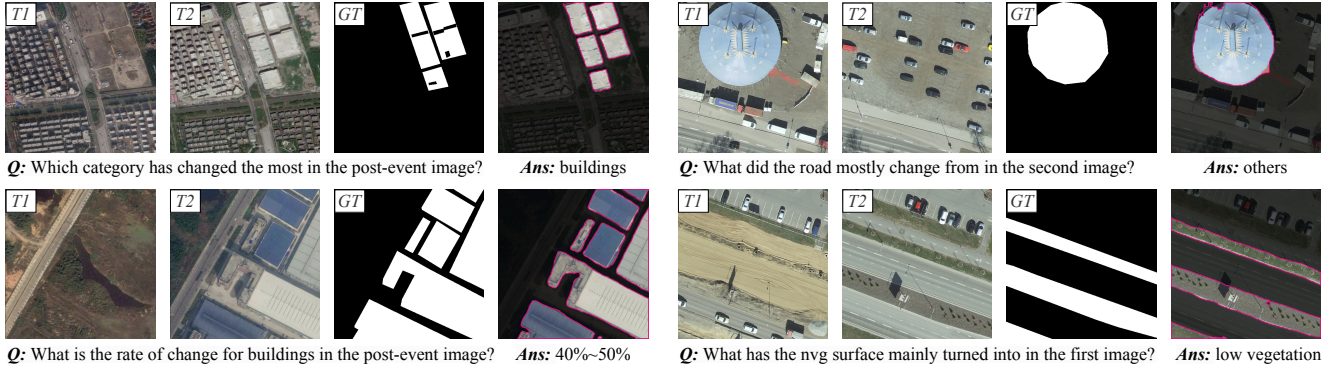 T1 T2 GT T1 T2 GT
Q: Which category has changed the most in the post-event image? Ans: buildings Q: What did the road mostly change from in the second image? Ans: others
T1 T2 GT T1 T2 GT
Q: What is the rate of change for buildings in the post-event image? Ans: 40%~50% Q: What has the nvg surface mainly turned into in the first image? Ans: low vegetation